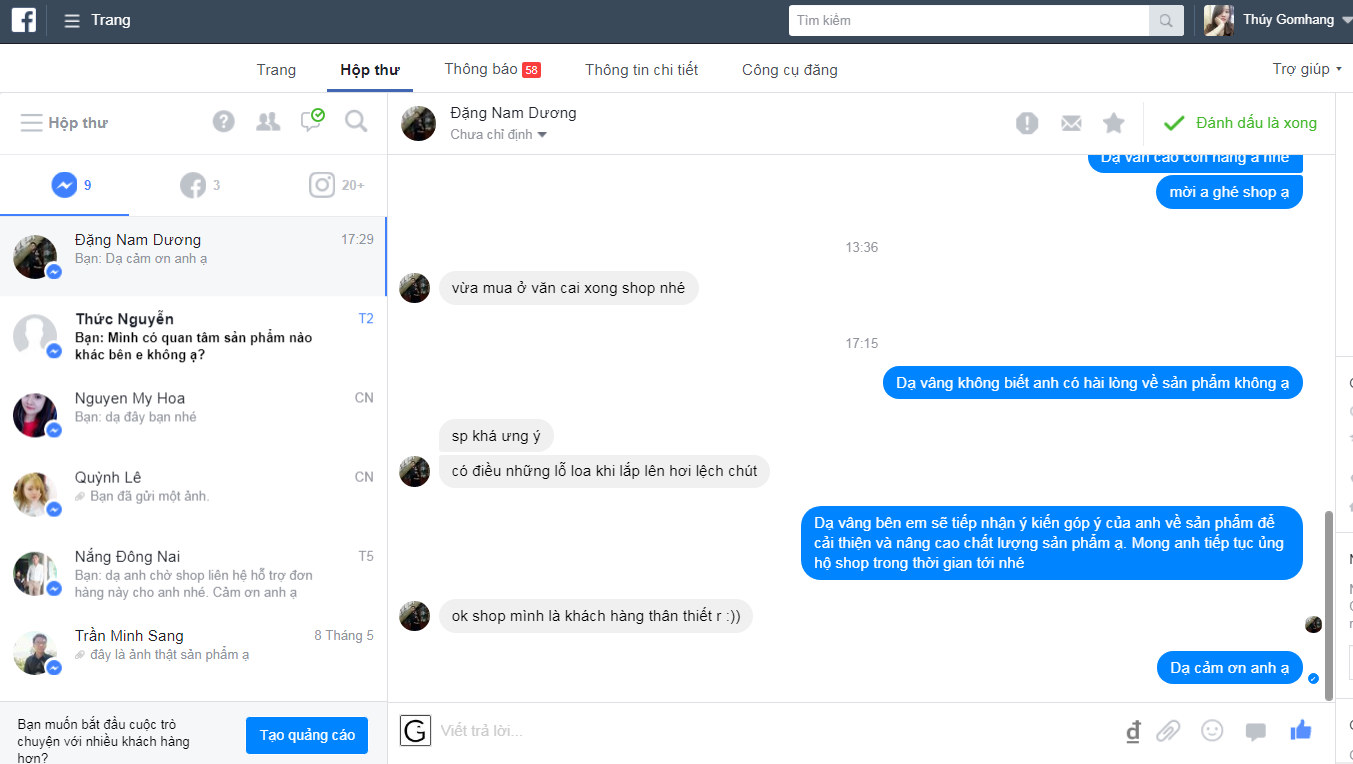 Trang
Tìm kiếm
Thúy Gomhang
Trang
Hộp thư
Thông báo 58
Thông tin chi tiết
Công cụ đăng
Trợ giúp
Hộp thư
9
3
20+
Đặng Nam Dương 17:29
Bạn: Dạ cảm ơn anh ạ
Thức Nguyễn T2
Bạn: Mình có quan tâm sản phẩm nào
khác bên e không ạ?
Nguyen My Hoa CN
Bạn: dạ đây bạn nhé
Quỳnh Lê CN
Bạn đã gửi một ảnh.
Nắng Đông Nai T5
Bạn: dạ anh chờ shop liên hệ hỗ trợ đơn
hàng này cho anh nhé. Cảm ơn anh ạ
Trần Minh Sang 8 Tháng 5
đây là ảnh thật sản phẩm ạ
Bạn muốn bắt đầu cuộc trò
chuyện với nhiều khách hàng
hơn?
Tạo quảng cáo
Đặng Nam Dương
Chưa chỉ định
Đánh dấu là xong
Dạ văn cao còn hàng ạ nhé
mời a ghé shop ạ
13:36
vừa mua ở văn cai xong shop nhé
17:15
Dạ vâng không biết anh có hài lòng về sản phẩm không ạ
sp khá ưng ý
có điều những lỗ loa khi lắp lên hơi lệch chút
Dạ vâng bên em sẽ tiếp nhận ý kiến góp ý của anh về sản phẩm để
cải thiện và nâng cao chất lượng sản phẩm ạ. Mong anh tiếp tục ủng
hộ shop trong thời gian tới nhé
ok shop mình là khách hàng thân thiết r :))
Dạ cảm ơn anh ạ
G
Viết trả lời...